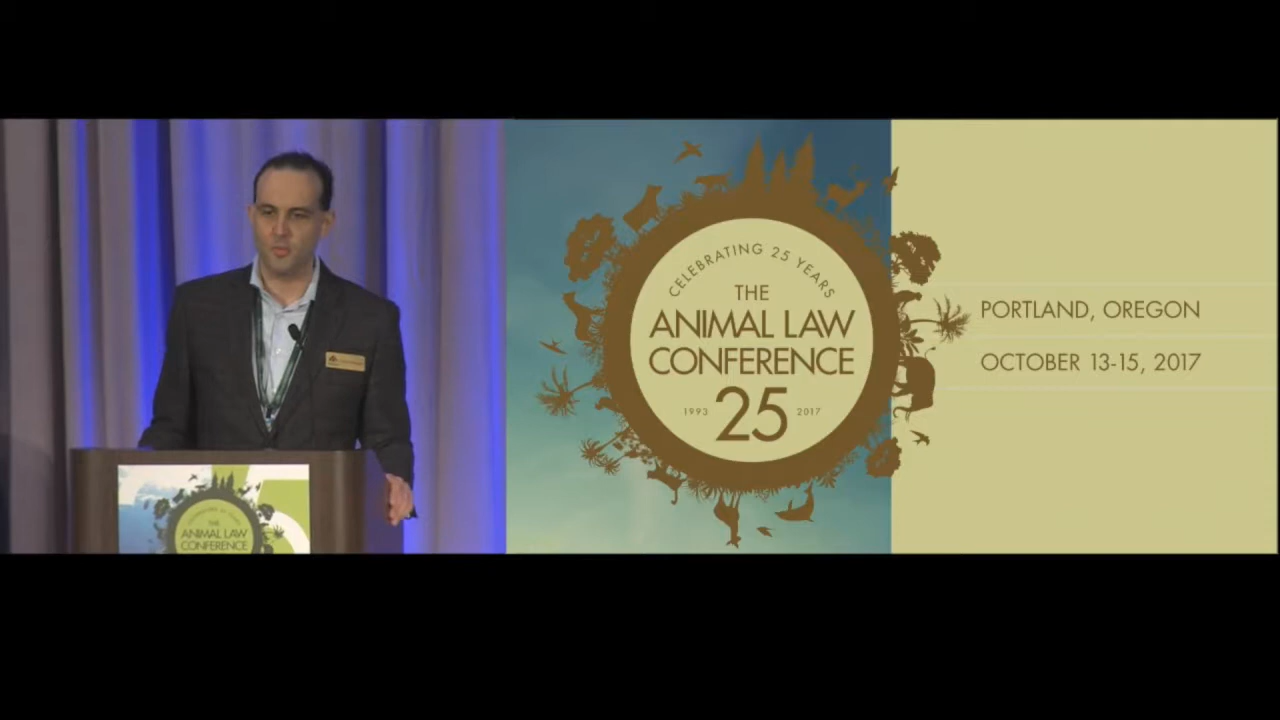 CELEBRATING 25 YEARS
THE
ANIMAL LAW
CONFERENCE
1993 25 2017
PORTLAND, OREGON
OCTOBER 13-15, 2017
THE
ANIMAL LAW
CONFERENCE